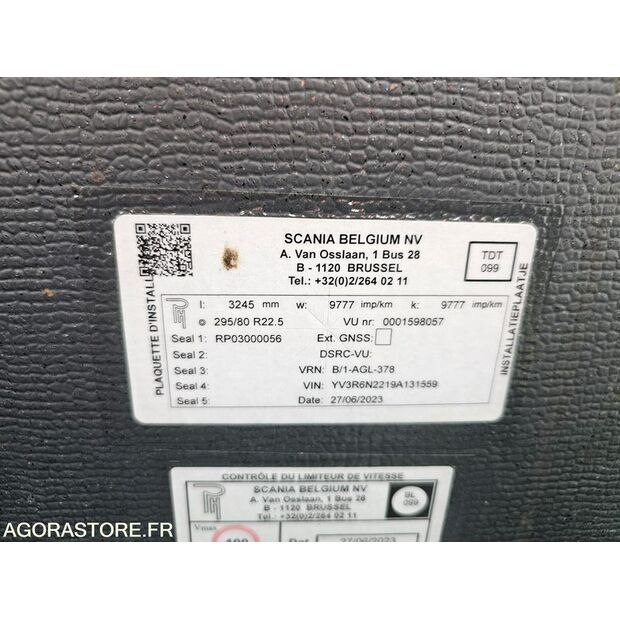 SCANIA BELGIUM NV
A. Van Osslaan, 1 Bus 28
B - 1120 BRUSSEL
Tel.: +32(0)2/264 02 11
TDT
099
PLAQUETTE D'INSTALL
INSTALLATIEPLAATJE
l: 3245 mm w: 9777 imp/km k: 9777 imp/km
295/80 R22.5 VU nr: 0001598057
Seal 1: RP03000056 Ext. GNSS:
Seal 2: DSRC-VU:
Seal 3: VRN: B/1-AGL-378
Seal 4: VIN: YV3R6N2219A131559
Seal 5: Date: 27/06/2023
CONTRÔLE DU LIMITEUR DE VITESSE
SCANIA BELGIUM NV
A. Van Osslaan, 1 Bus 28
B - 1120 BRUSSEL
Tel.: +32(0)2/264 02 11
BL
099
Vmax
100
Dat 27/06/2023
AGORASTORE.FR